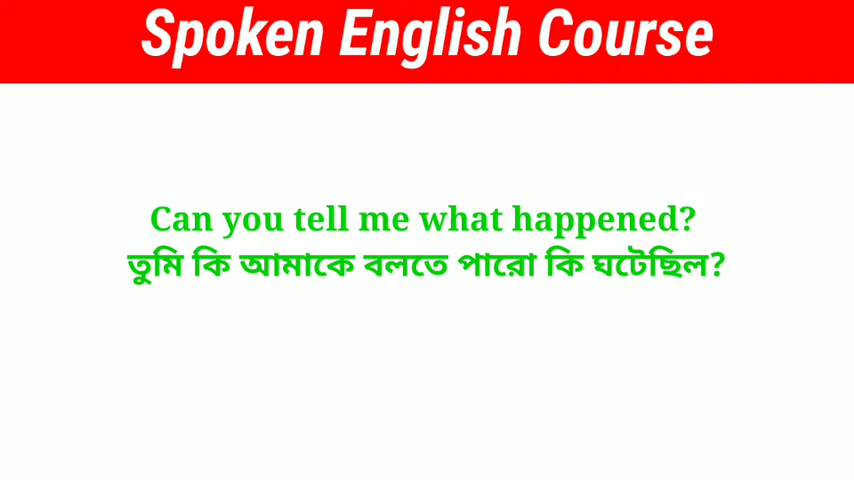 Spoken English Course
Can you tell me what happened?
তুমি কি আমাকে বলতে পারো কি ঘটেছিল?